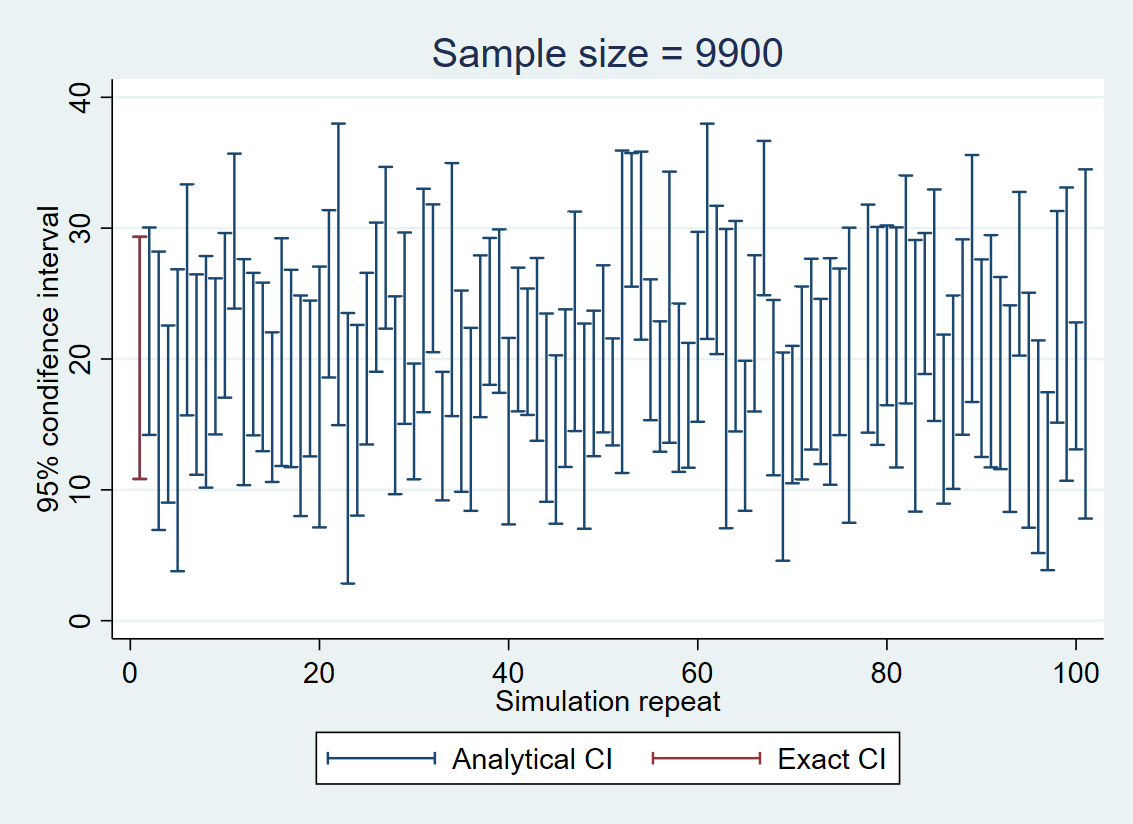 Sample size = 9900
95% condifence interval
40
30
20
10
0
0 20 40 60 80 100
Simulation repeat
Analytical CI Exact CI